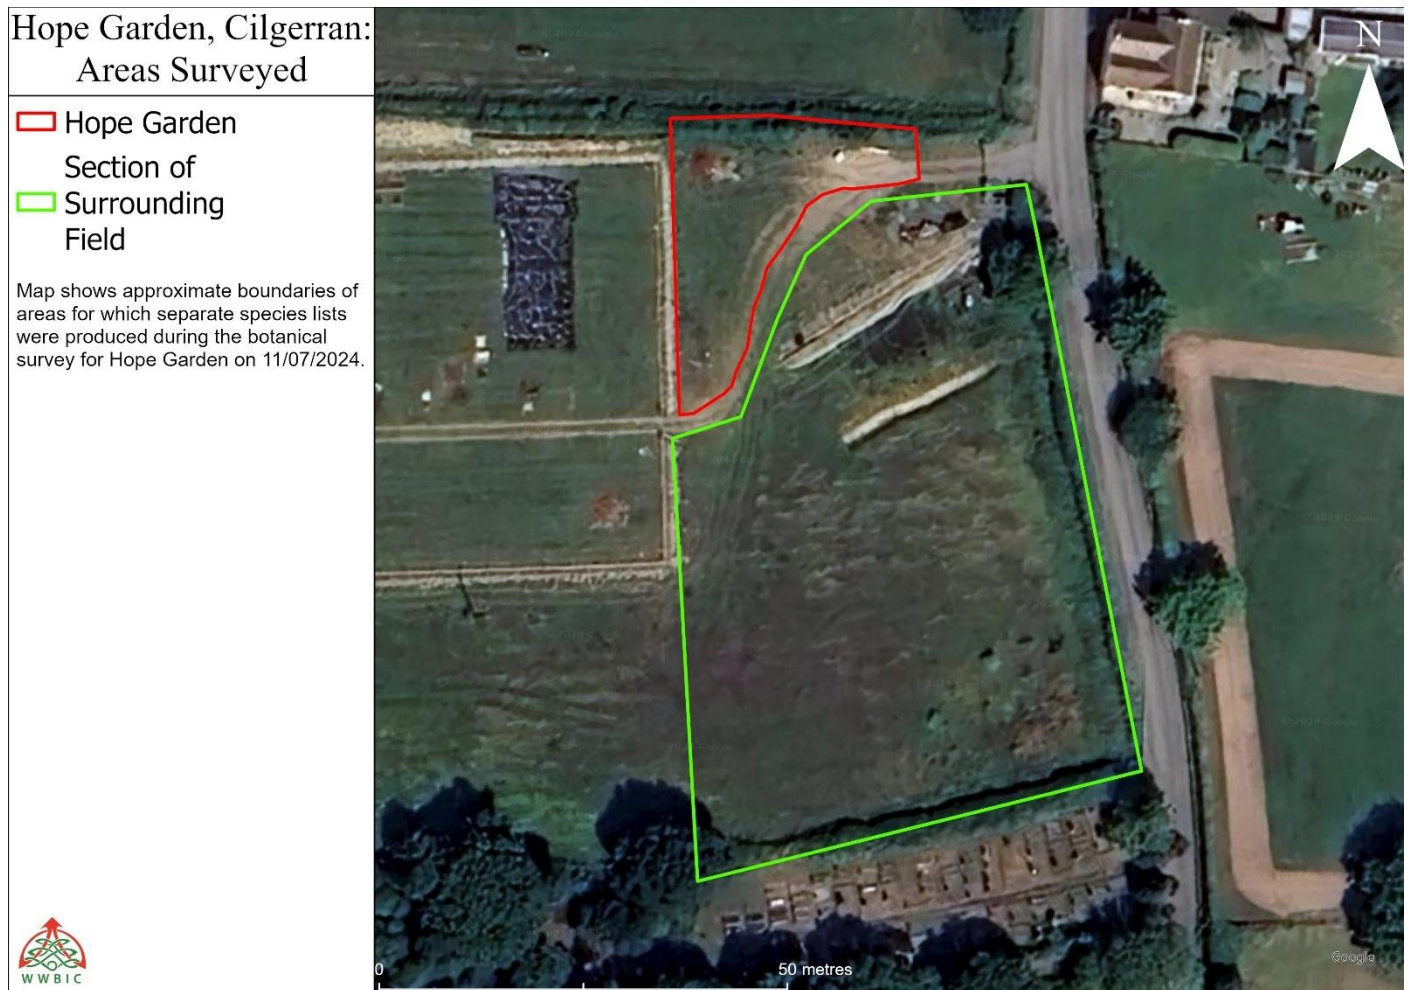 Hope Garden, Cilgerran:
Areas Surveyed
Hope Garden
Section of
Surrounding
Field
Map shows approximate boundaries of
areas for which separate species lists
were produced during the botanical
survey for Hope Garden on 11/07/2024.
WWBIC
N
0
50 metres
Google